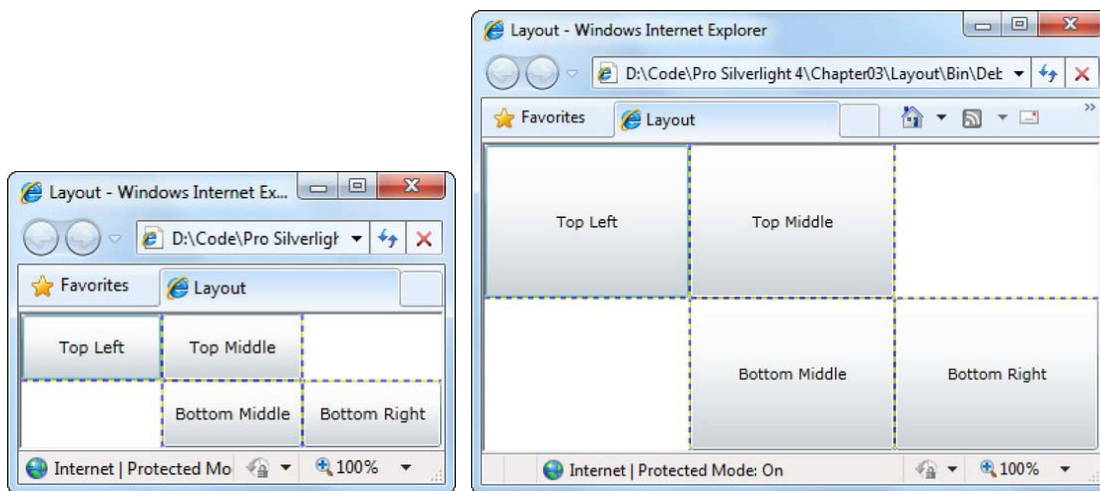 Layout - Windows Internet Ex...
D:\Code\Pro Silverligh
Favorites
Layout
Top Left
Top Middle
Bottom Middle
Bottom Right
Internet | Protected Mo
100%
Layout - Windows Internet Explorer
D:\Code\Pro Silverlight 4\Chapter03\Layout\Bin\Deb
Favorites
Layout
Top Left
Top Middle
Bottom Middle
Bottom Right
Internet | Protected Mode: On
100%